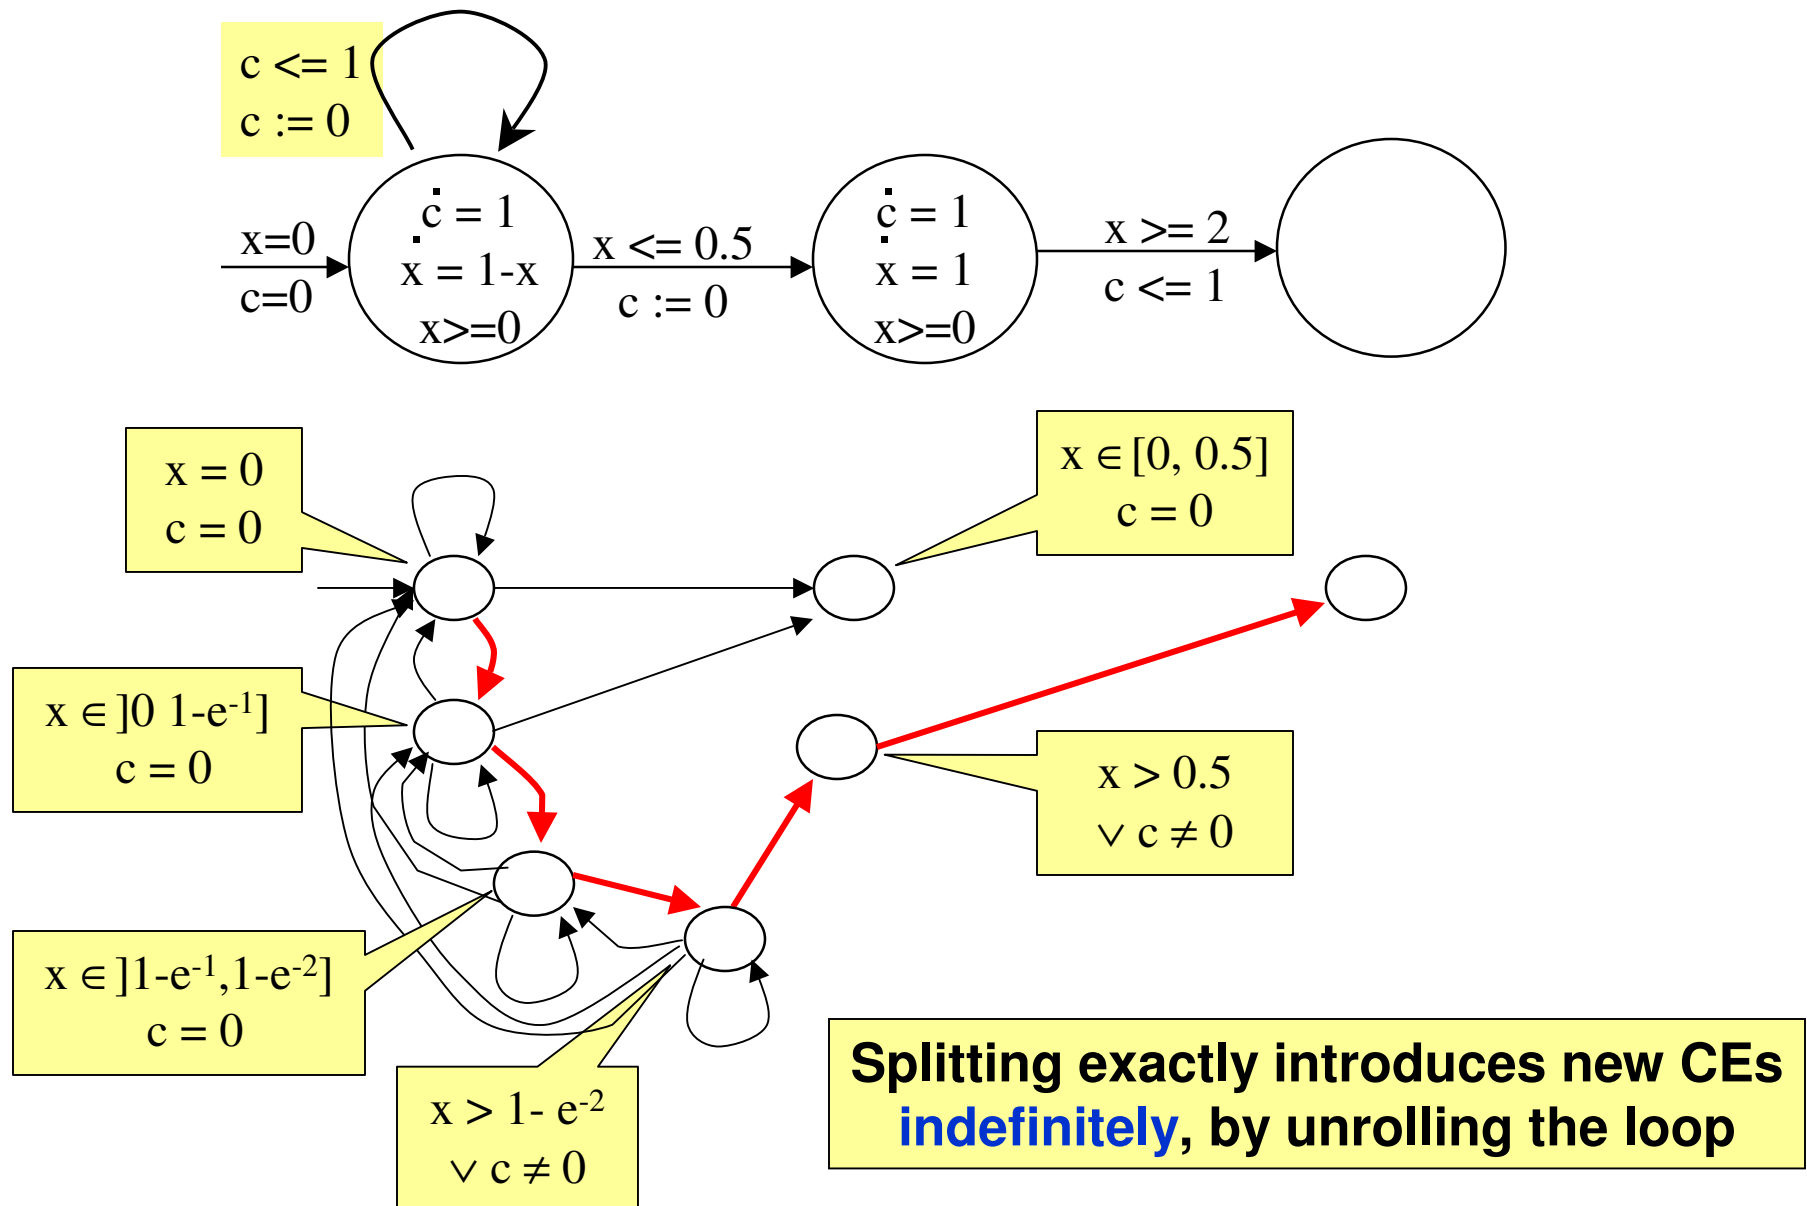 c <= 1
c := 0
x=0
c=0
ċ = 1
ẋ = 1-x
x>=0
x <= 0.5
c := 0
ċ = 1
ẋ = 1
x>=0
x >= 2
c <= 1
x = 0
c = 0
x ∈ [0, 0.5]
c = 0
x ∈ ]0 1-e⁻¹]
c = 0
x > 0.5
∨ c ≠ 0
x ∈ ]1-e⁻¹,1-e⁻²]
c = 0
x > 1- e⁻²
∨ c ≠ 0
Splitting exactly introduces new CEs
indefinitely, by unrolling the loop